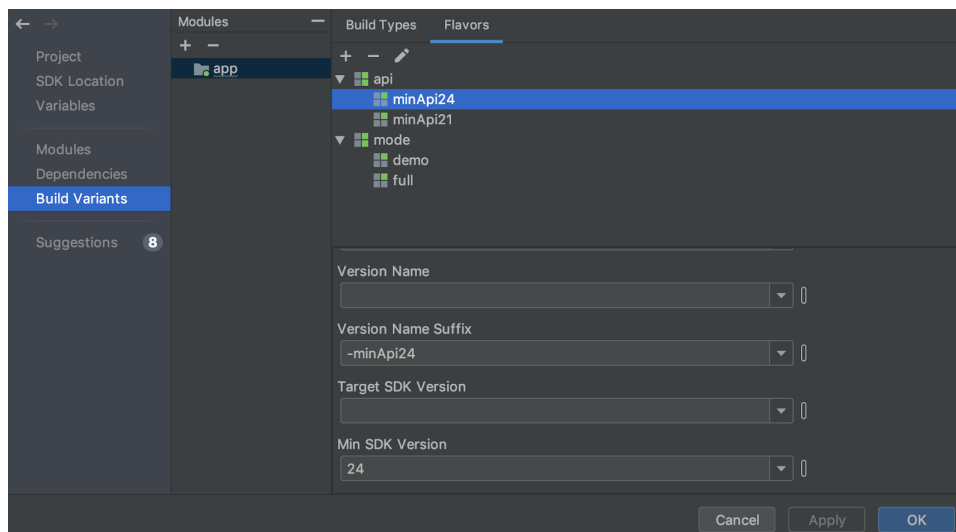 Project
SDK Location
Variables
Modules
Dependencies
Build Variants
Suggestions 8
Modules
app
Build Types Flavors
api
minApi24
minApi21
mode
demo
full
Version Name
Version Name Suffix
-minApi24
Target SDK Version
Min SDK Version
24
Cancel Apply OK